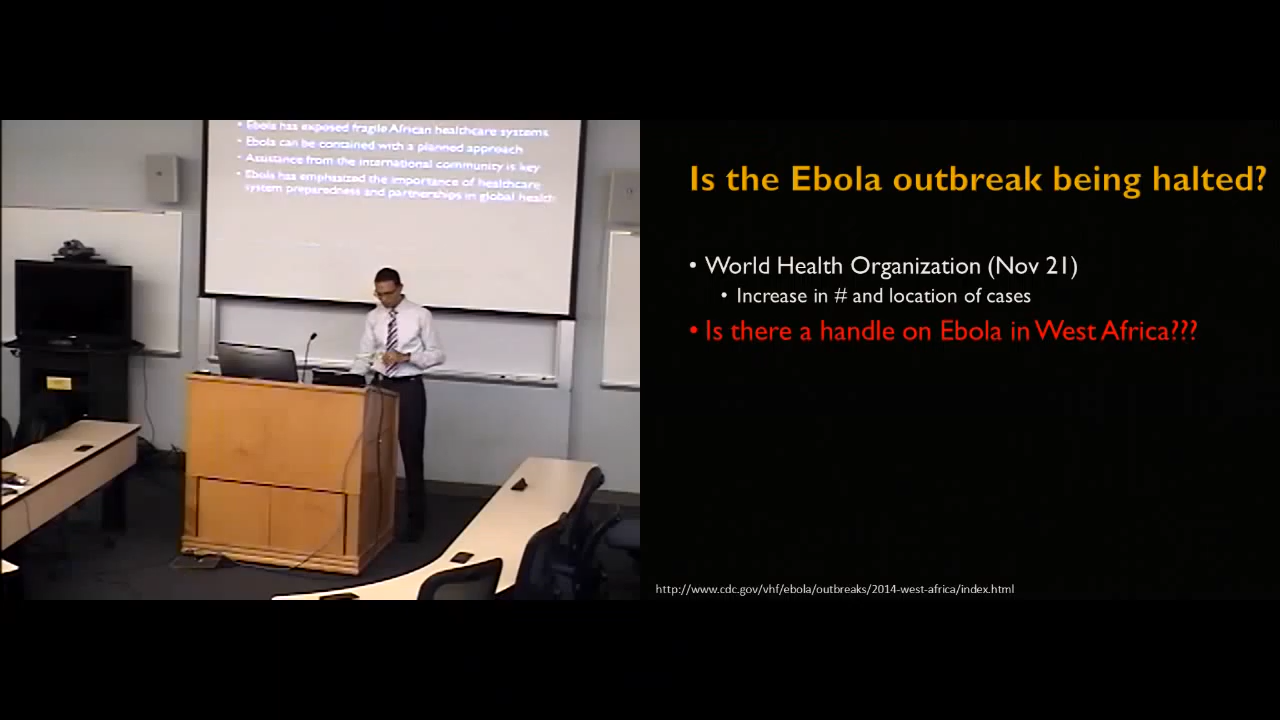 • Ebola has exposed fragile African healthcare systems
• Ebola can be contained with a planned approach
• Assistance from the international community is key
• Ebola has emphasized the importance of healthcare
system preparedness and partnerships in global health
Is the Ebola outbreak being halted?
• World Health Organization (Nov 21)
• Increase in # and location of cases
• Is there a handle on Ebola in West Africa???
http://www.cdc.gov/vhf/ebola/outbreaks/2014-west-africa/index.html